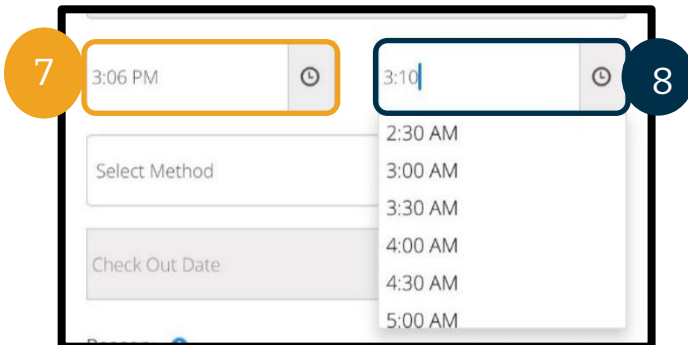 7
3:06 PM
3:10
8
2:30 AM
3:00 AM
Select Method
3:30 AM
4:00 AM
Check Out Date
4:30 AM
5:00 AM